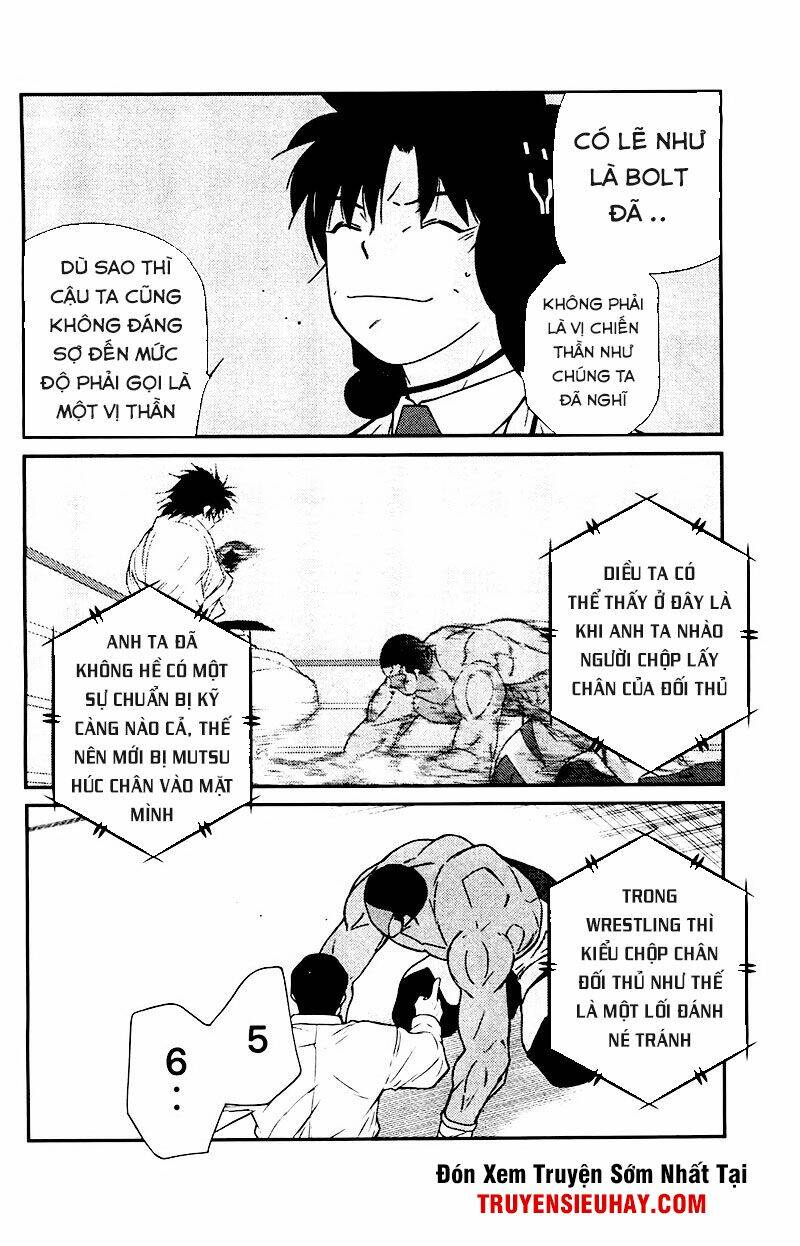 CÓ LẼ NHƯ
LÀ BOLT
ĐÃ ..
KHÔNG PHẢI
LÀ VỊ CHIẾN
THẦN NHƯ
CHÚNG TA
ĐÃ NGHĨ
DÙ SAO THÌ
CẬU TA CŨNG
KHÔNG ĐÁNG
SỢ ĐẾN MỨC
ĐỘ PHẢI GỌI LÀ
MỘT VỊ THẦN
DIỀU TA CÓ
THỂ THẤY Ở ĐÂY LÀ
KHI ANH TA NHÀO
NGƯỜI CHỘP LẤY
CHÂN CỦA ĐỐI THỦ
ANH TA ĐÃ
KHÔNG HỀ CÓ MỘT
SỰ CHUẨN BỊ KỸ
CÀNG NÀO CẢ, THẾ
NÊN MỚI BỊ MUTSU
HÚC CHÂN VÀO MẶT
MÌNH
TRONG
WRESTLING THÌ
KIỂU CHỘP CHÂN
ĐỐI THỦ NHƯ THẾ
LÀ MỘT LỐI ĐÁNH
NÉ TRÁNH
5
6
..
Đón Xem Truyện Sớm Nhất Tại
TRUYENSIEUHAY.COM